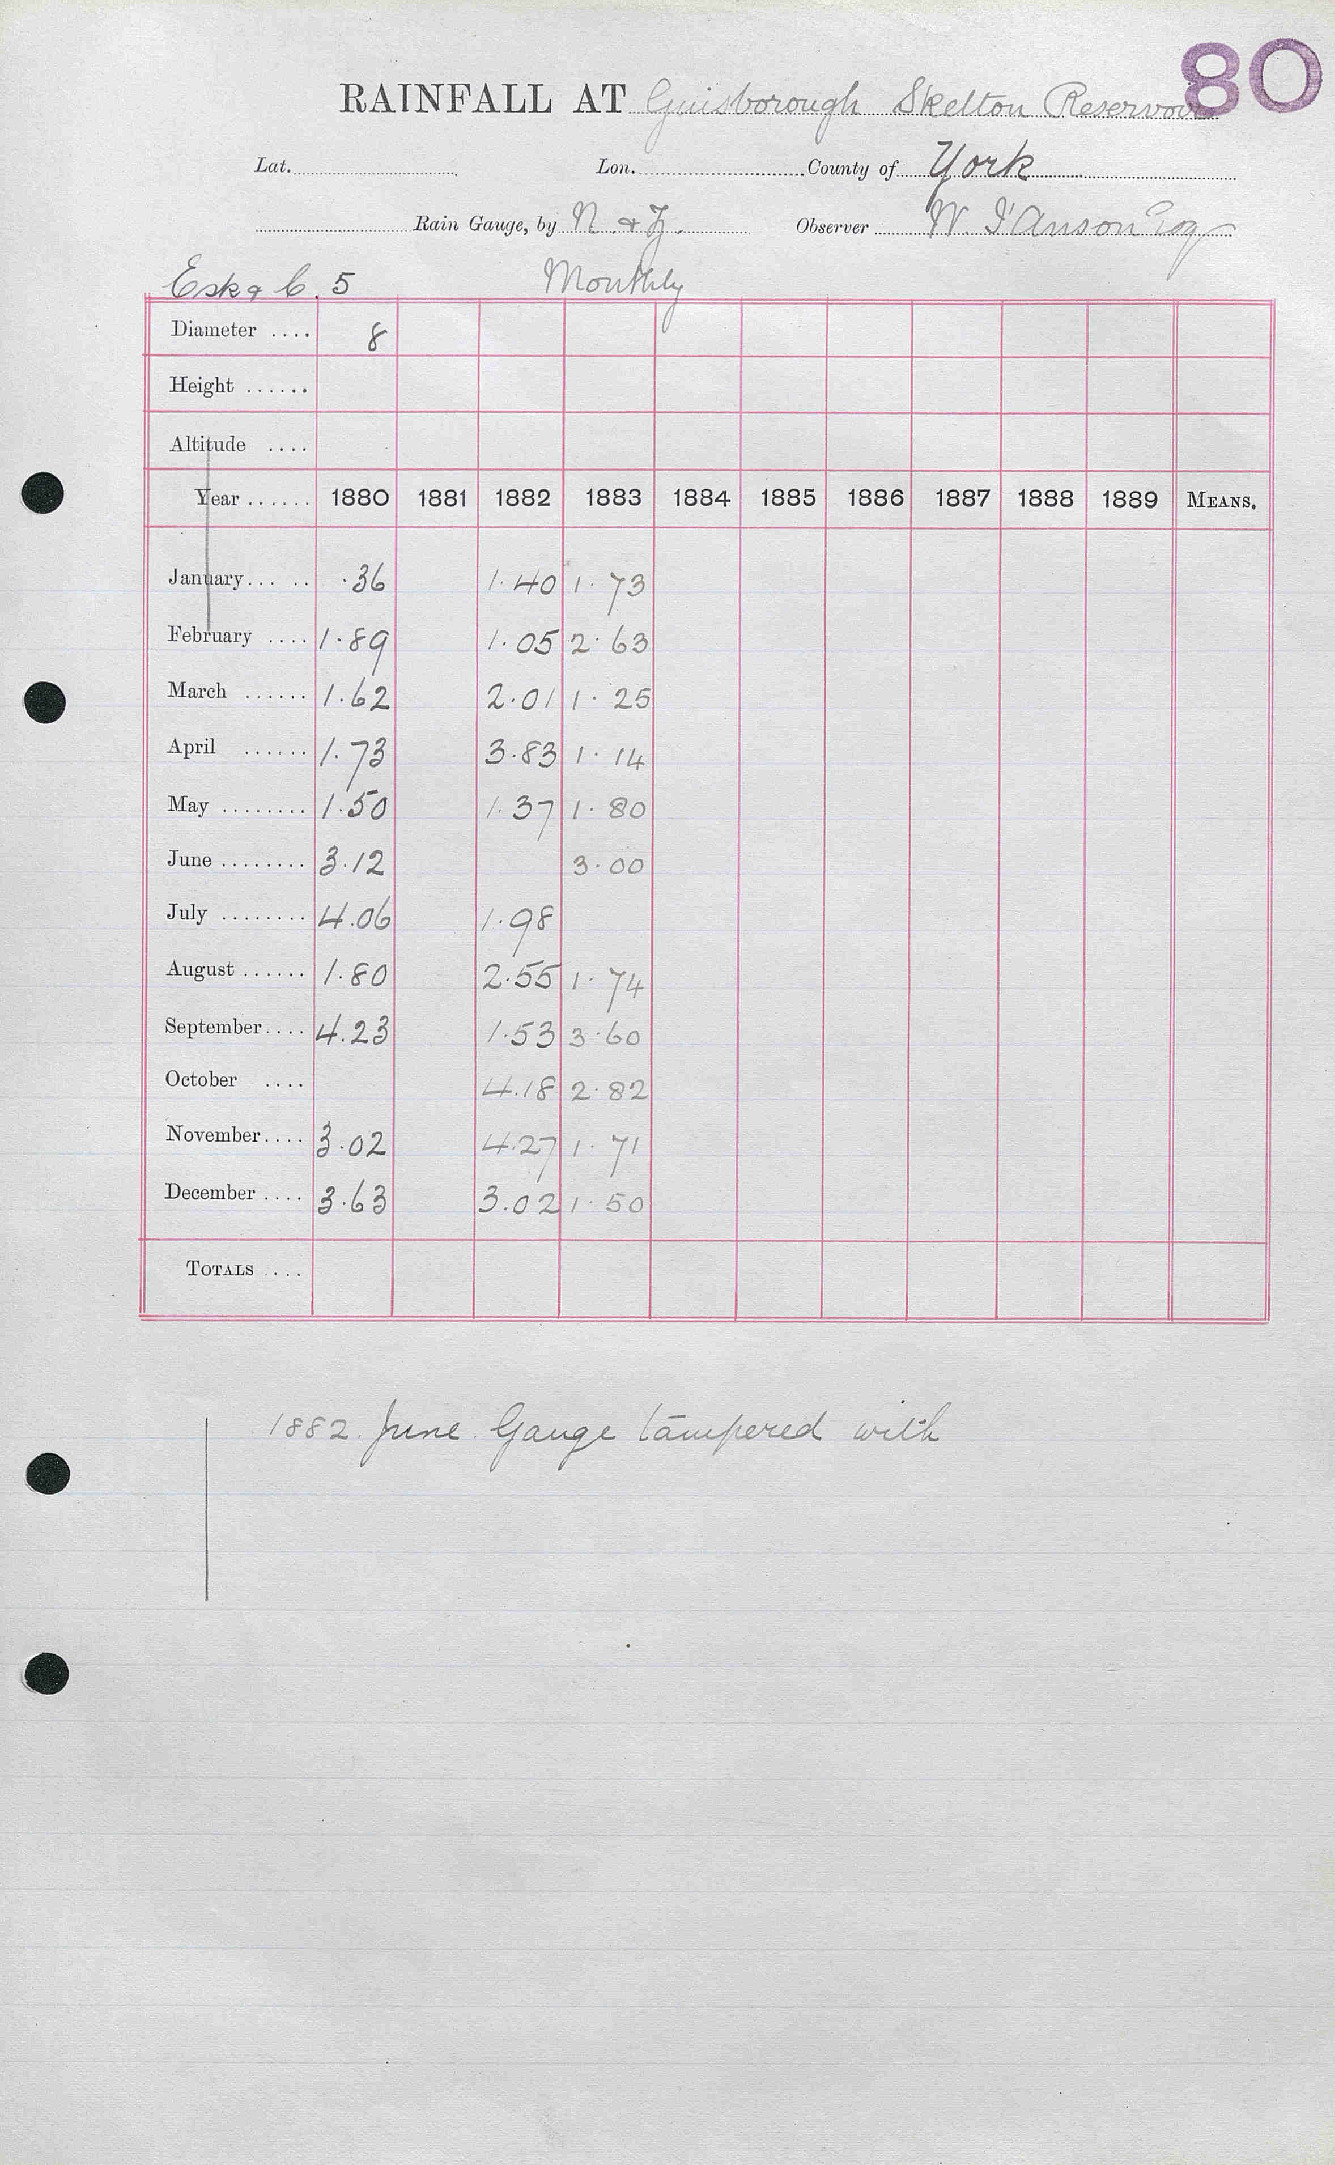 80
RAINFALL AT Guisborough Skelton Reservoir
Lat. Lon. County of York
Rain Gauge, by N & Z. Observer W. I'Anson Esq
Esk & C. 5 Monthly
Diameter .... 8
Height ......
Altitude ....
Year ...... 1880 1881 1882 1883 1884 1885 1886 1887 1888 1889 MEANS.
January... .. .36 1.40 1.73
February .... 1.89 1.05 2.63
March ...... 1.62 2.01 1.25
April ...... 1.73 3.83 1.14
May ........ 1.50 1.37 1.80
June ........ 3.12 3.00
July ........ 4.06 1.98
August ...... 1.80 2.55 1.74
September.... 4.23 1.53 3.60
October .... 4.18 2.82
November.... 3.02 4.27 1.71
December .... 3.63 3.02 1.50
TOTALS ...
1882 June Gauge tampered with